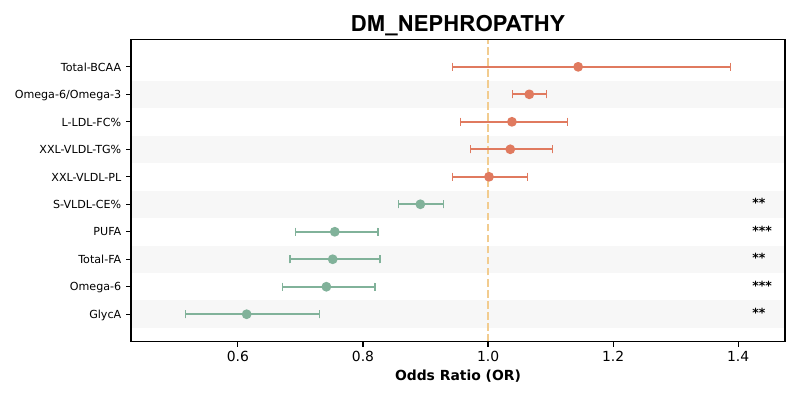 DM_NEPHROPATHY
Total-BCAA
Omega-6/Omega-3
L-LDL-FC%
XXL-VLDL-TG%
XXL-VLDL-PL
S-VLDL-CE% **
PUFA ***
Total-FA **
Omega-6 ***
GlycA **
0.6 0.8 1.0 1.2 1.4
Odds Ratio (OR)